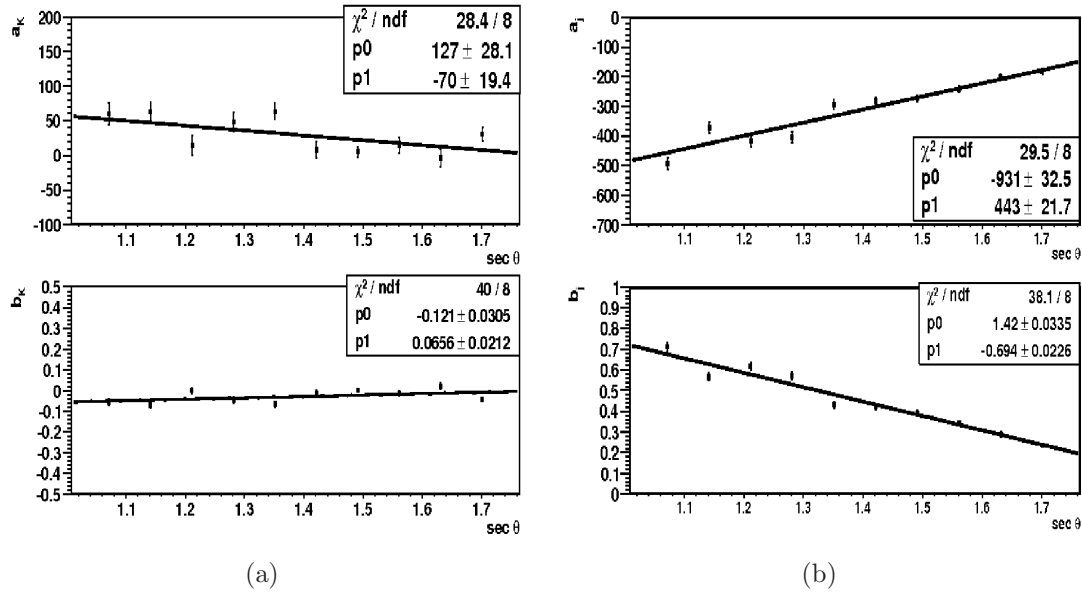 a_K
200
150
100
50
0
-50
-100
χ² / ndf 28.4 / 8
p0 127 ± 28.1
p1 -70 ± 19.4
1.1 1.2 1.3 1.4 1.5 1.6 1.7
sec θ
b_K
0.5
0.4
0.3
0.2
0.1
0
-0.1
-0.2
-0.3
-0.4
-0.5
χ² / ndf 40 / 8
p0 -0.121 ± 0.0305
p1 0.0656 ± 0.0212
1.1 1.2 1.3 1.4 1.5 1.6 1.7
sec θ
(a)
a_j
0
-100
-200
-300
-400
-500
-600
-700
χ² / ndf 29.5 / 8
p0 -931 ± 32.5
p1 443 ± 21.7
1.1 1.2 1.3 1.4 1.5 1.6 1.7
sec θ
b_j
1
0.9
0.8
0.7
0.6
0.5
0.4
0.3
0.2
0.1
0
χ² / ndf 38.1 / 8
p0 1.42 ± 0.0335
p1 -0.694 ± 0.0226
1.1 1.2 1.3 1.4 1.5 1.6 1.7
sec θ
(b)